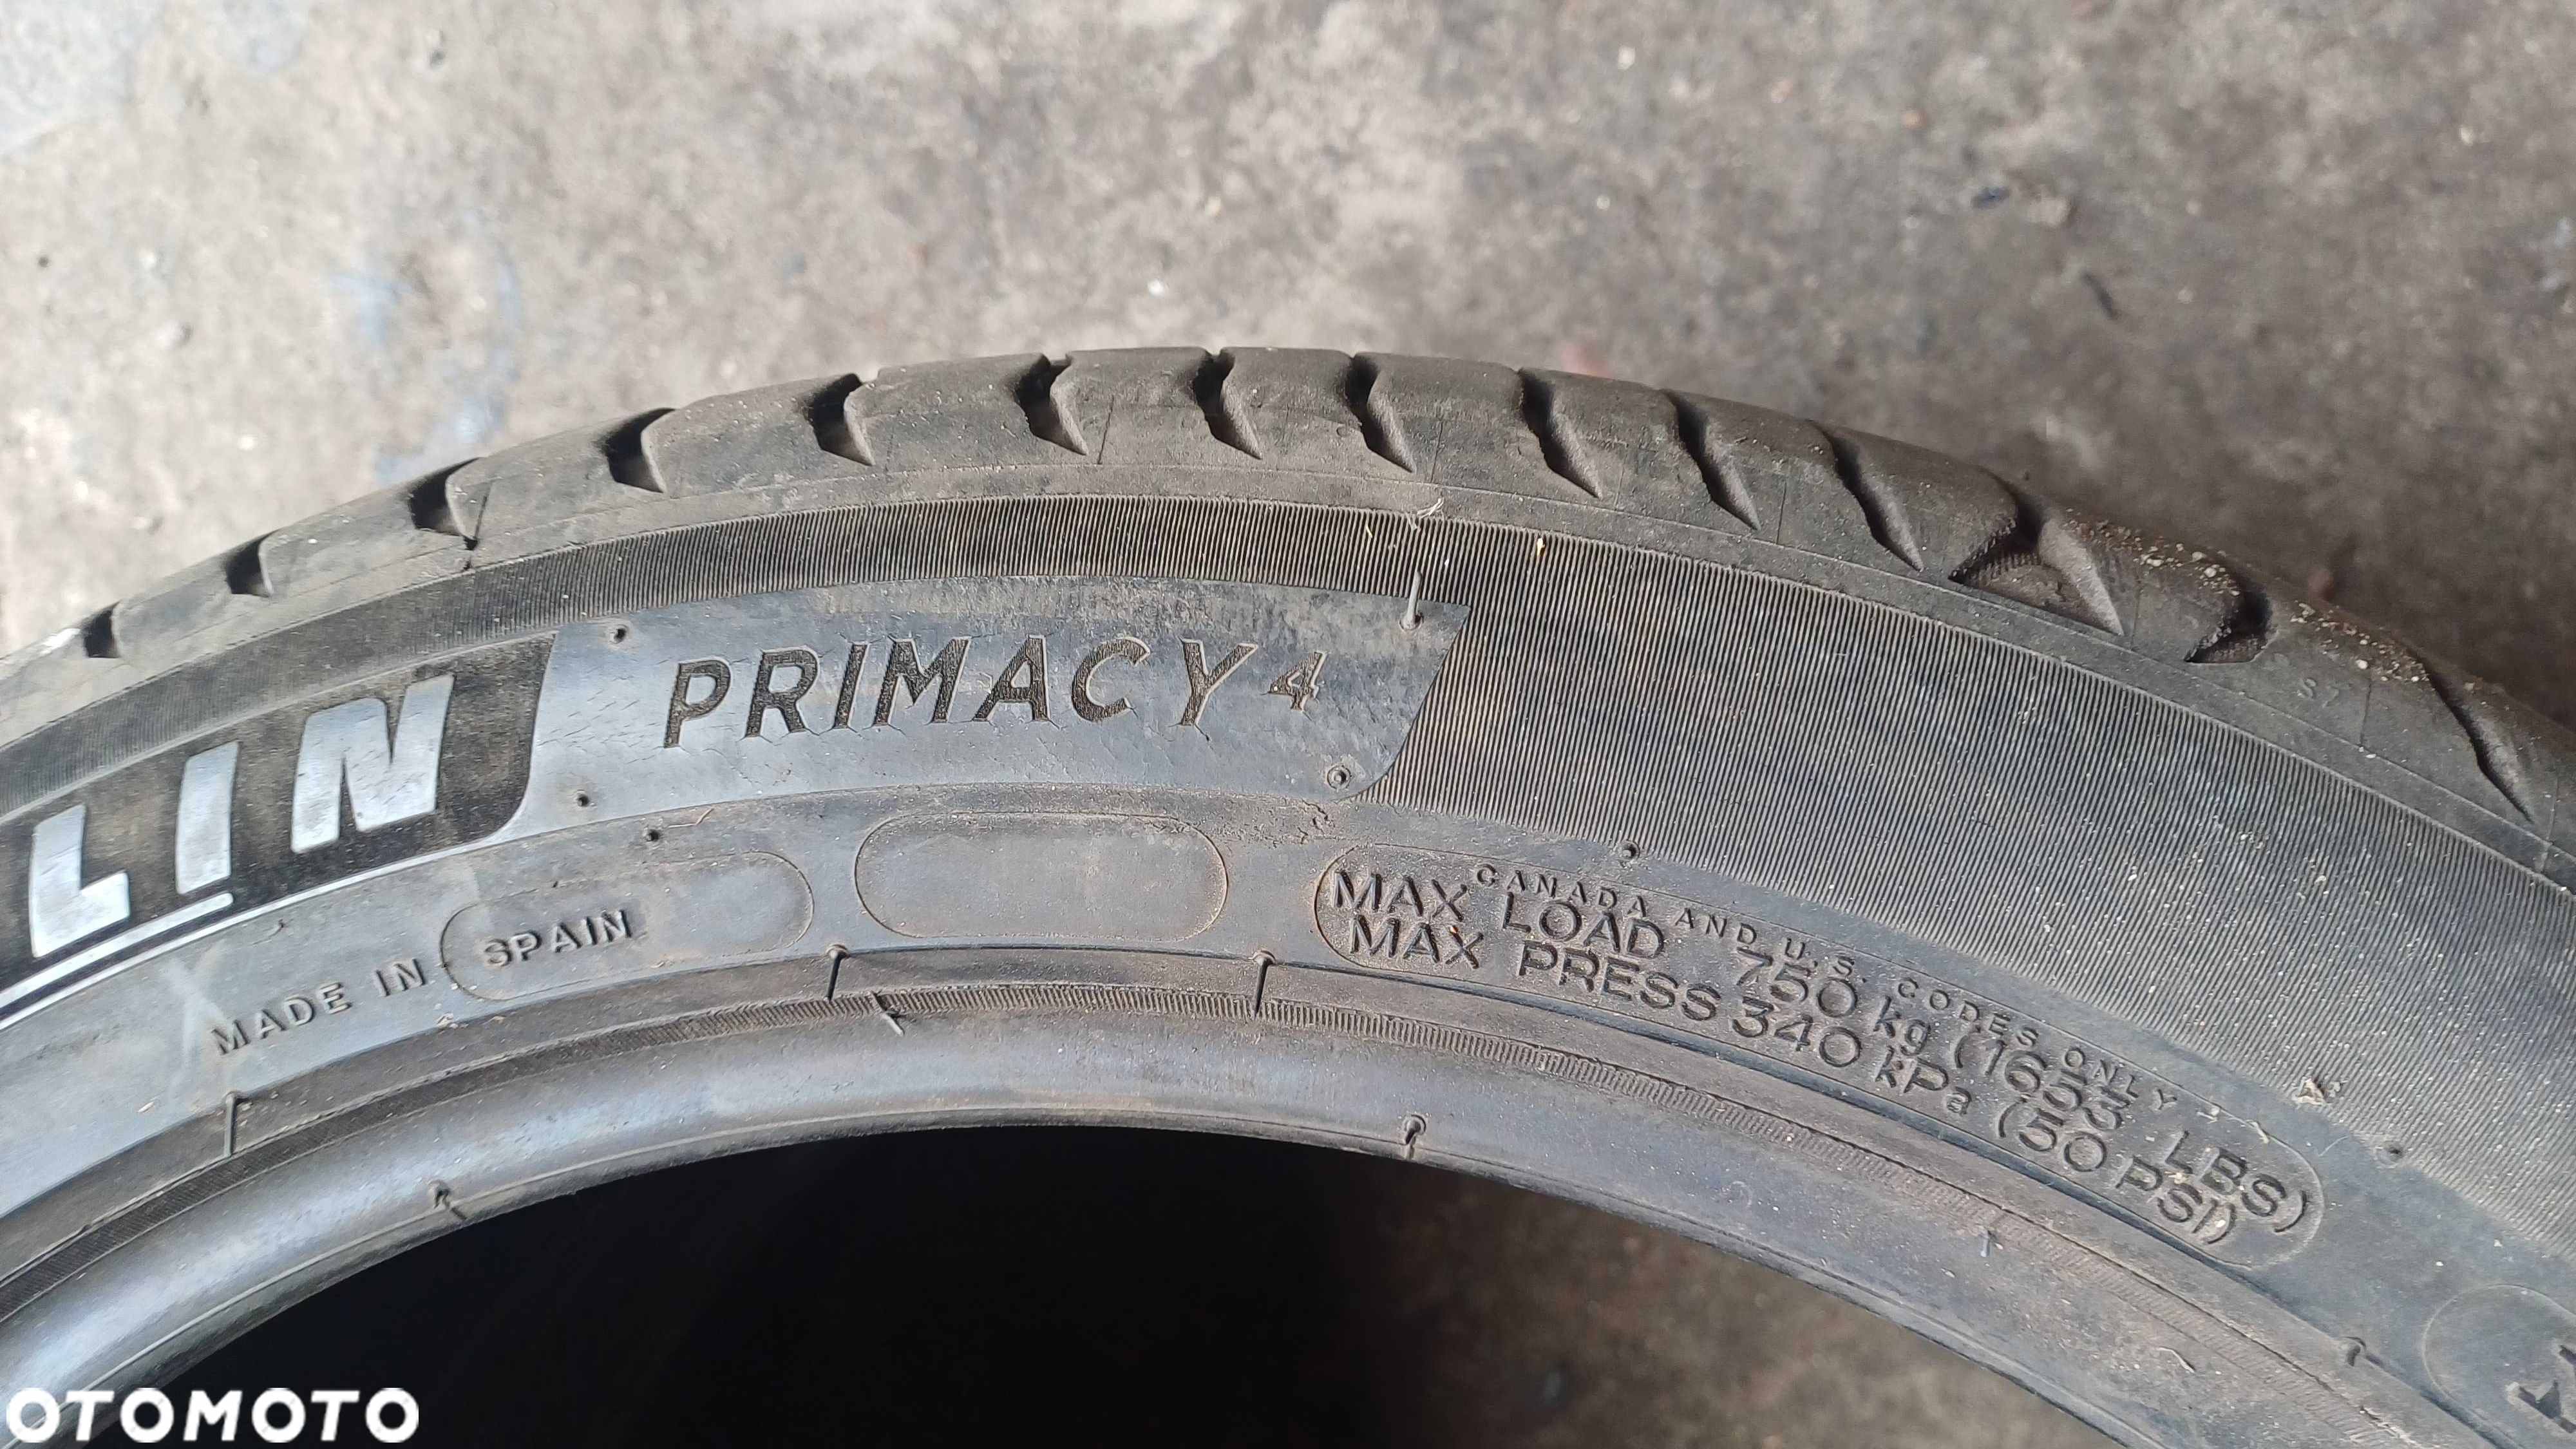 LIN
PRIMACY 4
MADE IN SPAIN
CANADA AND U.S. CODES ONLY
MAX LOAD 750 kg (1653 LBS)
MAX PRESS 340 kPa (50 PSI)
S7
OTOMOTO